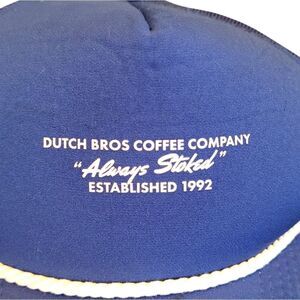 DUTCH BROS COFFEE COMPANY
"Always Stoked"
ESTABLISHED 1992